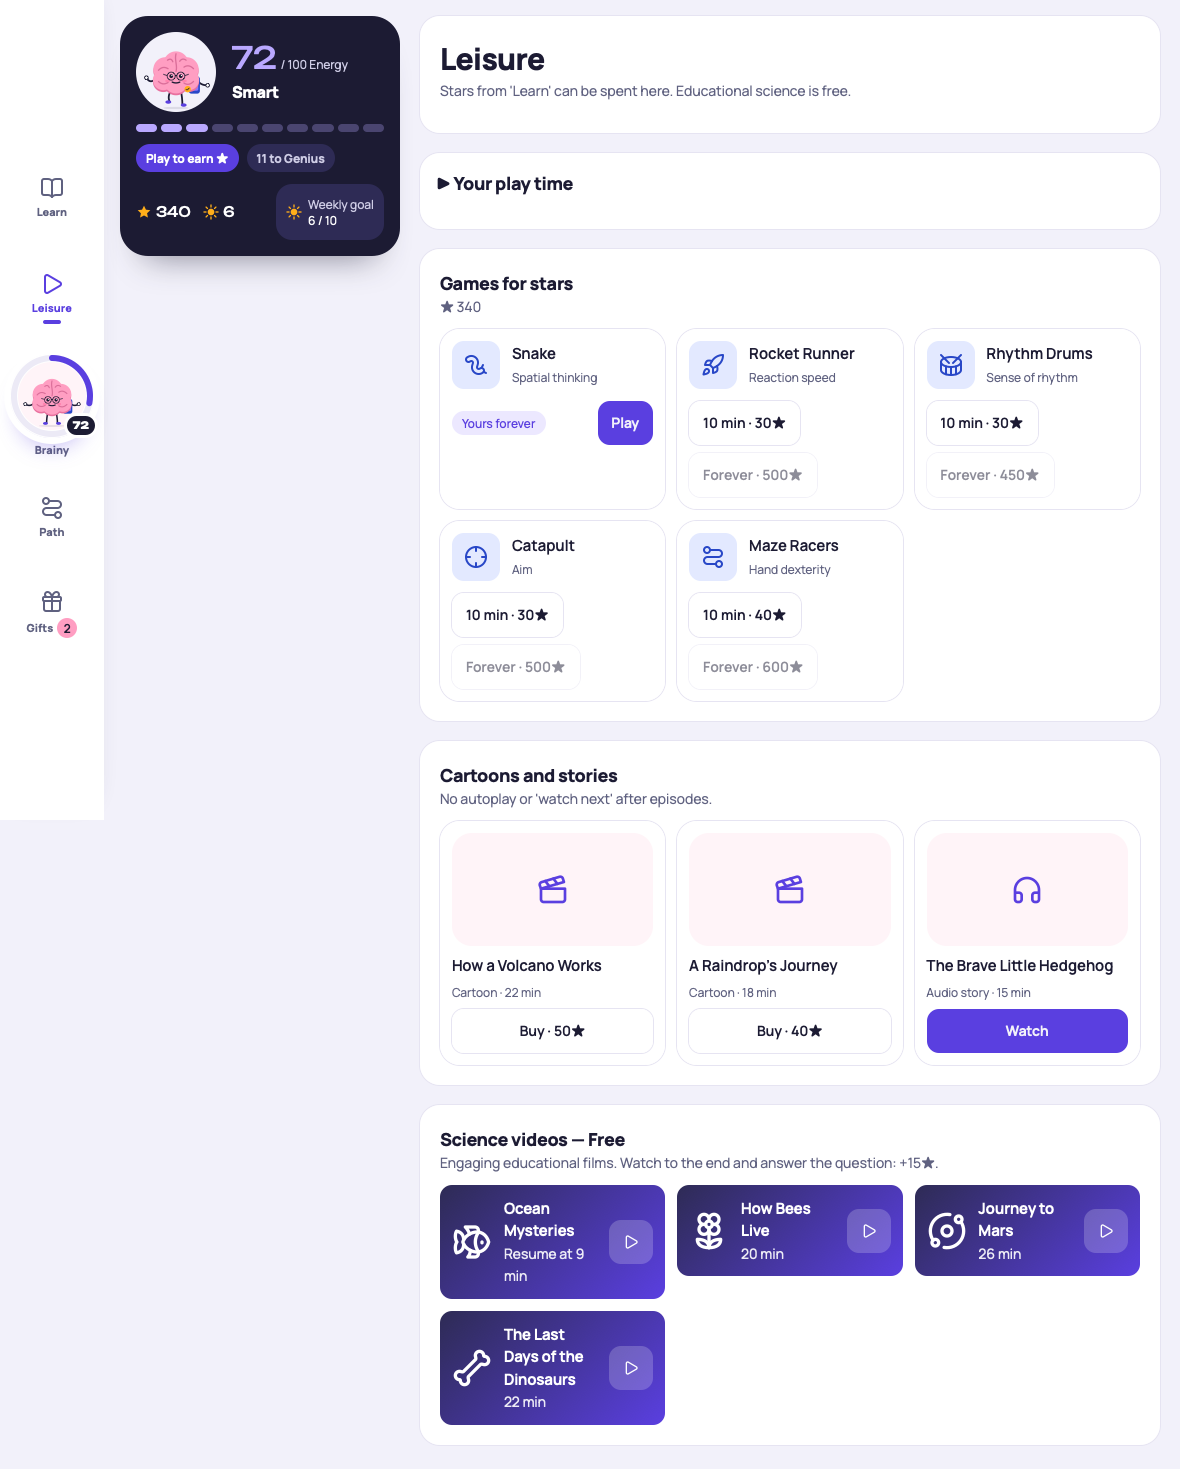 Learn
Leisure
72
Brainy
Path
Gifts 2
72 / 100 Energy
Smart
Play to earn ★
11 to Genius
★ 340 6
Weekly goal
6 / 10
Leisure
Stars from 'Learn' can be spent here. Educational science is free.
▶ Your play time
Games for stars
★ 340
Snake
Spatial thinking
Yours forever
Play
Rocket Runner
Reaction speed
10 min · 30★
Forever · 500★
Rhythm Drums
Sense of rhythm
10 min · 30★
Forever · 450★
Catapult
Aim
10 min · 30★
Forever · 500★
Maze Racers
Hand dexterity
10 min · 40★
Forever · 600★
Cartoons and stories
No autoplay or 'watch next' after episodes.
How a Volcano Works
Cartoon · 22 min
Buy · 50★
A Raindrop's Journey
Cartoon · 18 min
Buy · 40★
The Brave Little Hedgehog
Audio story · 15 min
Watch
Science videos — Free
Engaging educational films. Watch to the end and answer the question: +15★.
Ocean
Mysteries
Resume at 9
min
How Bees
Live
20 min
Journey to
Mars
26 min
The Last
Days of the
Dinosaurs
22 min